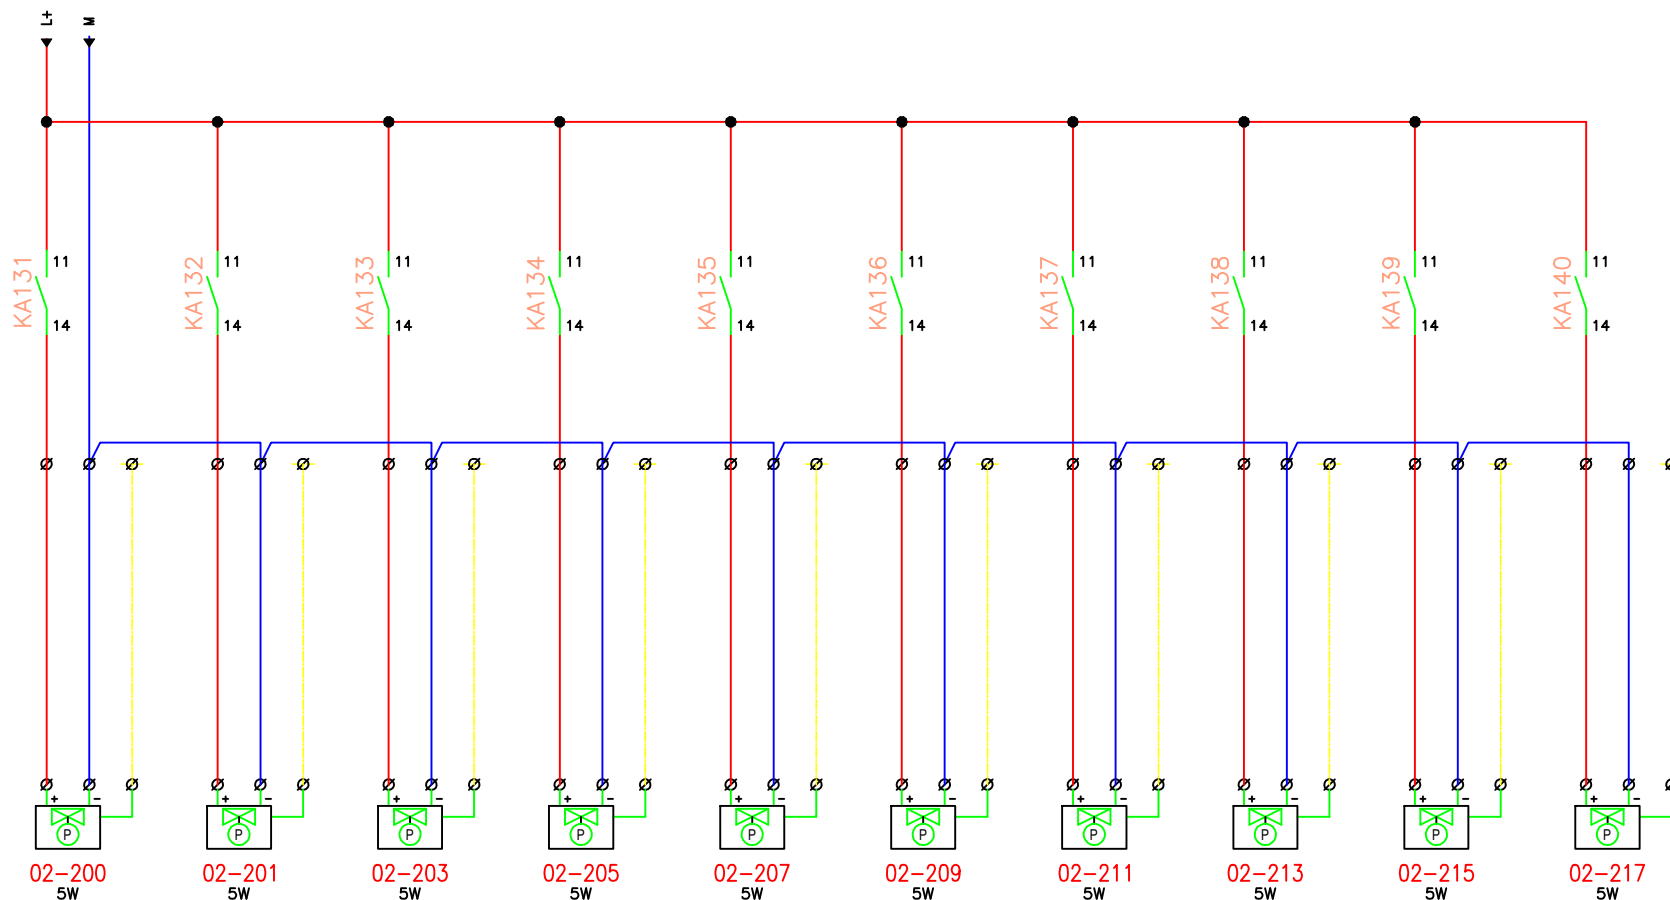 L+ M
KA131 11 14
KA132 11 14
KA133 11 14
KA134 11 14
KA135 11 14
KA136 11 14
KA137 11 14
KA138 11 14
KA139 11 14
KA140 11 14
+ − + − + − + − + − + − + − + − + − + −
P P P P P P P P P P
02-200 02-201 02-203 02-205 02-207 02-209 02-211 02-213 02-215 02-217
5W 5W 5W 5W 5W 5W 5W 5W 5W 5W